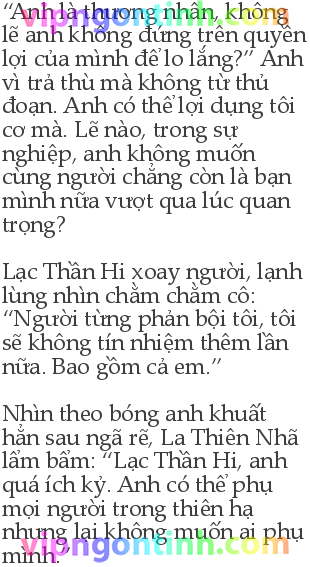 “Anh là thương nhân, không
lẽ anh không đứng trên quyền
lợi của mình để lo lắng?” Anh
vì trả thù mà không từ thủ
đoạn. Anh có thể lợi dụng tôi
cơ mà. Lẽ nào, trong sự
nghiệp, anh không muốn
cùng người chẳng còn là bạn
mình nữa vượt qua lúc quan
trọng?
Lạc Thần Hi xoay người, lạnh
lùng nhìn chằm chằm cô:
“Người từng phản bội tôi, tôi
sẽ không tín nhiệm thêm lần
nữa. Bao gồm cả em.”
Nhìn theo bóng anh khuất
hẳn sau ngã rẽ, La Thiên Nhã
lẩm bẩm: “Lạc Thần Hi, anh
quá ích kỷ. Anh có thể phụ
mọi người trong thiên hạ
nhưng lại không muốn ai phụ
mình.”
vipngontinh.com
vipngontinh.com